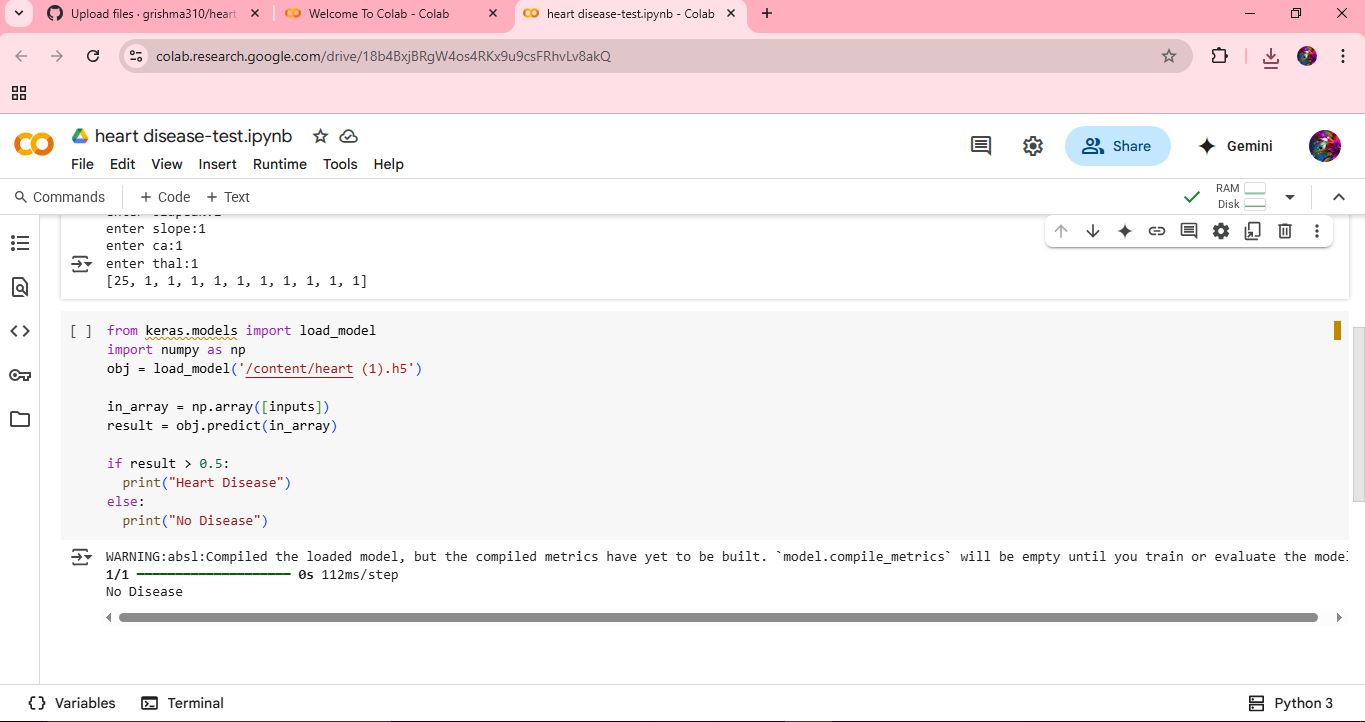 Upload files · grishma310/heart
Welcome To Colab - Colab
heart disease-test.ipynb - Colab
colab.research.google.com/drive/18b4BxjBRgW4os4RKx9u9csFRhvLv8akQ
heart disease-test.ipynb
File Edit View Insert Runtime Tools Help
Share
Gemini
Commands + Code + Text
RAM
Disk
enter slope:1
enter ca:1
enter thal:1
[25, 1, 1, 1, 1, 1, 1, 1, 1, 1, 1]
[ ] from keras.models import load_model
import numpy as np
obj = load_model('/content/heart (1).h5')
in_array = np.array([inputs])
result = obj.predict(in_array)
if result > 0.5:
print("Heart Disease")
else:
print("No Disease")
WARNING:absl:Compiled the loaded model, but the compiled metrics have yet to be built. `model.compile_metrics` will be empty until you train or evaluate the model
1/1 ━━━━━━━━━━━━━━━━━━━━ 0s 112ms/step
No Disease
{} Variables Terminal
Python 3